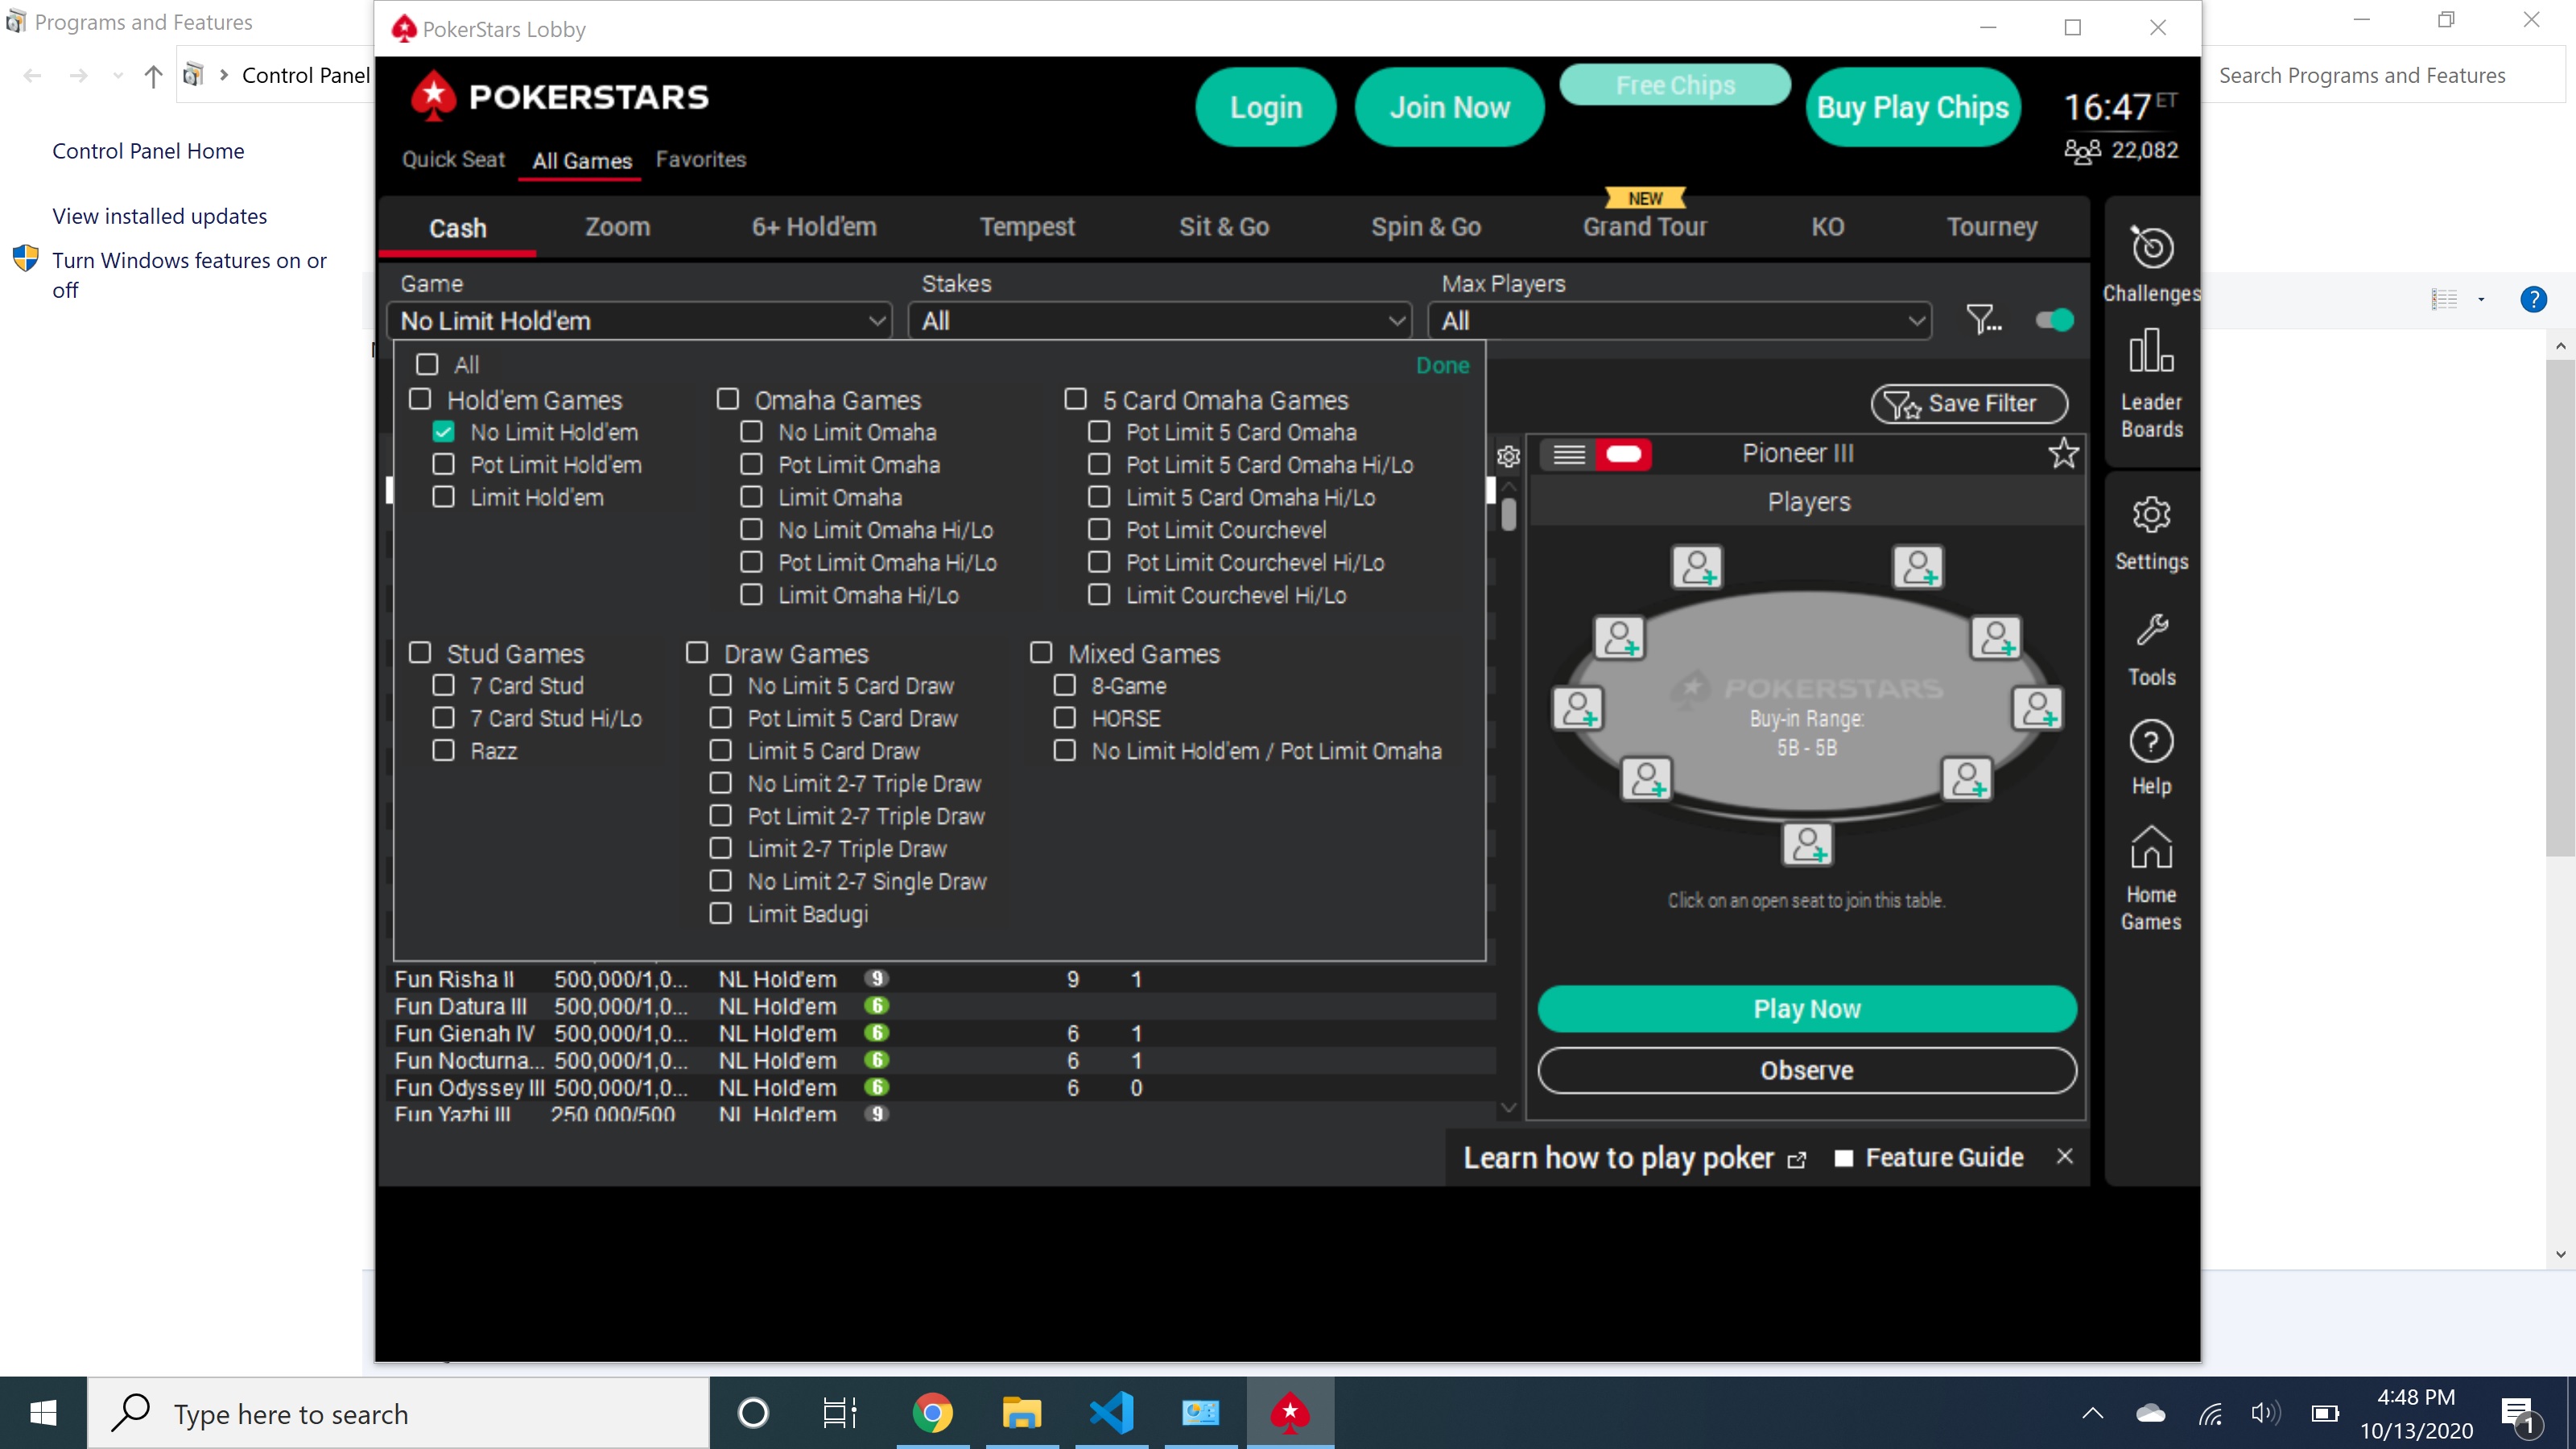 Programs and Features
Control Panel
Search Programs and Features
Control Panel Home
View installed updates
Turn Windows features on or
off
PokerStars Lobby
POKERSTARS
Login
Join Now
Free Chips
Buy Play Chips
16:47 ET
22,082
Quick Seat
All Games
Favorites
NEW
Cash
Zoom
6+ Hold'em
Tempest
Sit & Go
Spin & Go
Grand Tour
KO
Tourney
Game
Stakes
Max Players
No Limit Hold'em
All
All
All
Done
Save Filter
Hold'em Games
No Limit Hold'em
Pot Limit Hold'em
Limit Hold'em
Omaha Games
No Limit Omaha
Pot Limit Omaha
Limit Omaha
No Limit Omaha Hi/Lo
Pot Limit Omaha Hi/Lo
Limit Omaha Hi/Lo
5 Card Omaha Games
Pot Limit 5 Card Omaha
Pot Limit 5 Card Omaha Hi/Lo
Limit 5 Card Omaha Hi/Lo
Pot Limit Courchevel
Pot Limit Courchevel Hi/Lo
Limit Courchevel Hi/Lo
Stud Games
7 Card Stud
7 Card Stud Hi/Lo
Razz
Draw Games
No Limit 5 Card Draw
Pot Limit 5 Card Draw
Limit 5 Card Draw
No Limit 2-7 Triple Draw
Pot Limit 2-7 Triple Draw
Limit 2-7 Triple Draw
No Limit 2-7 Single Draw
Limit Badugi
Mixed Games
8-Game
HORSE
No Limit Hold'em / Pot Limit Omaha
Fun Risha II 500,000/1,0... NL Hold'em 9 9 1
Fun Datura III 500,000/1,0... NL Hold'em 6
Fun Gienah IV 500,000/1,0... NL Hold'em 6 6 1
Fun Nocturna... 500,000/1,0... NL Hold'em 6 6 1
Fun Odyssey III 500,000/1,0... NL Hold'em 6 6 0
Fun Yazhi III 250,000/500 NL Hold'em 9
Pioneer III
Players
POKERSTARS
Buy-in Range:
5B - 5B
Click on an open seat to join this table.
Play Now
Observe
Learn how to play poker
Feature Guide
Challenges
Leader
Boards
Settings
Tools
Help
Home
Games
Type here to search
4:48 PM
10/13/2020
1